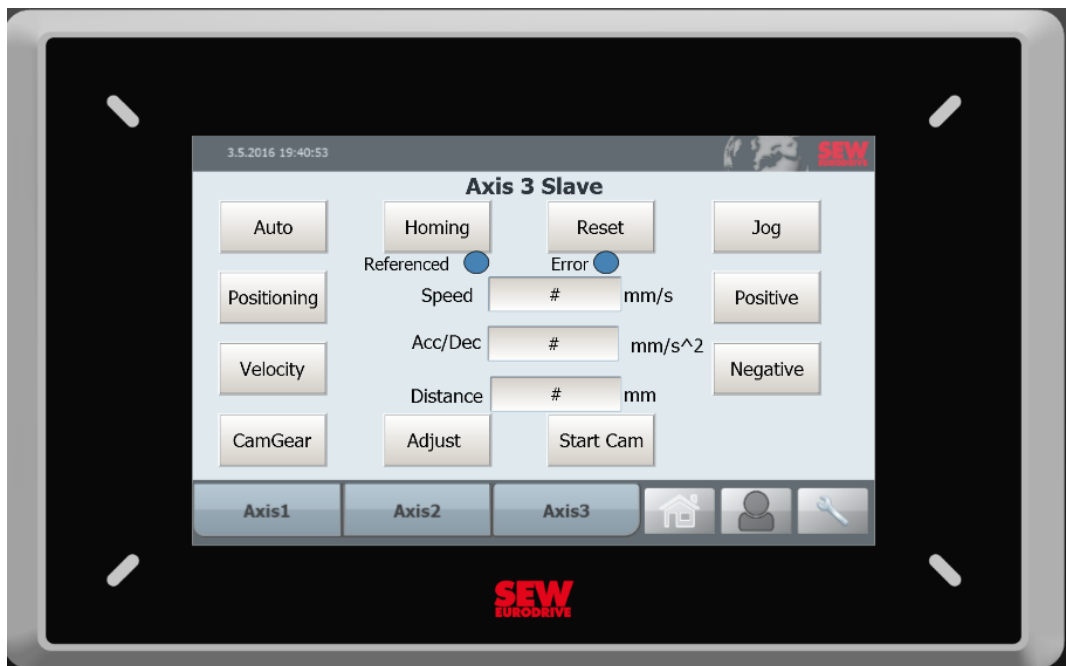 3.5.2016 19:40:53
SEW
EURODRIVE
Axis 3 Slave
Auto
Homing
Reset
Jog
Referenced
Error
Positioning
Speed
#
mm/s
Positive
Acc/Dec
#
mm/s^2
Velocity
Negative
Distance
#
mm
CamGear
Adjust
Start Cam
Axis1
Axis2
Axis3
SEW
EURODRIVE